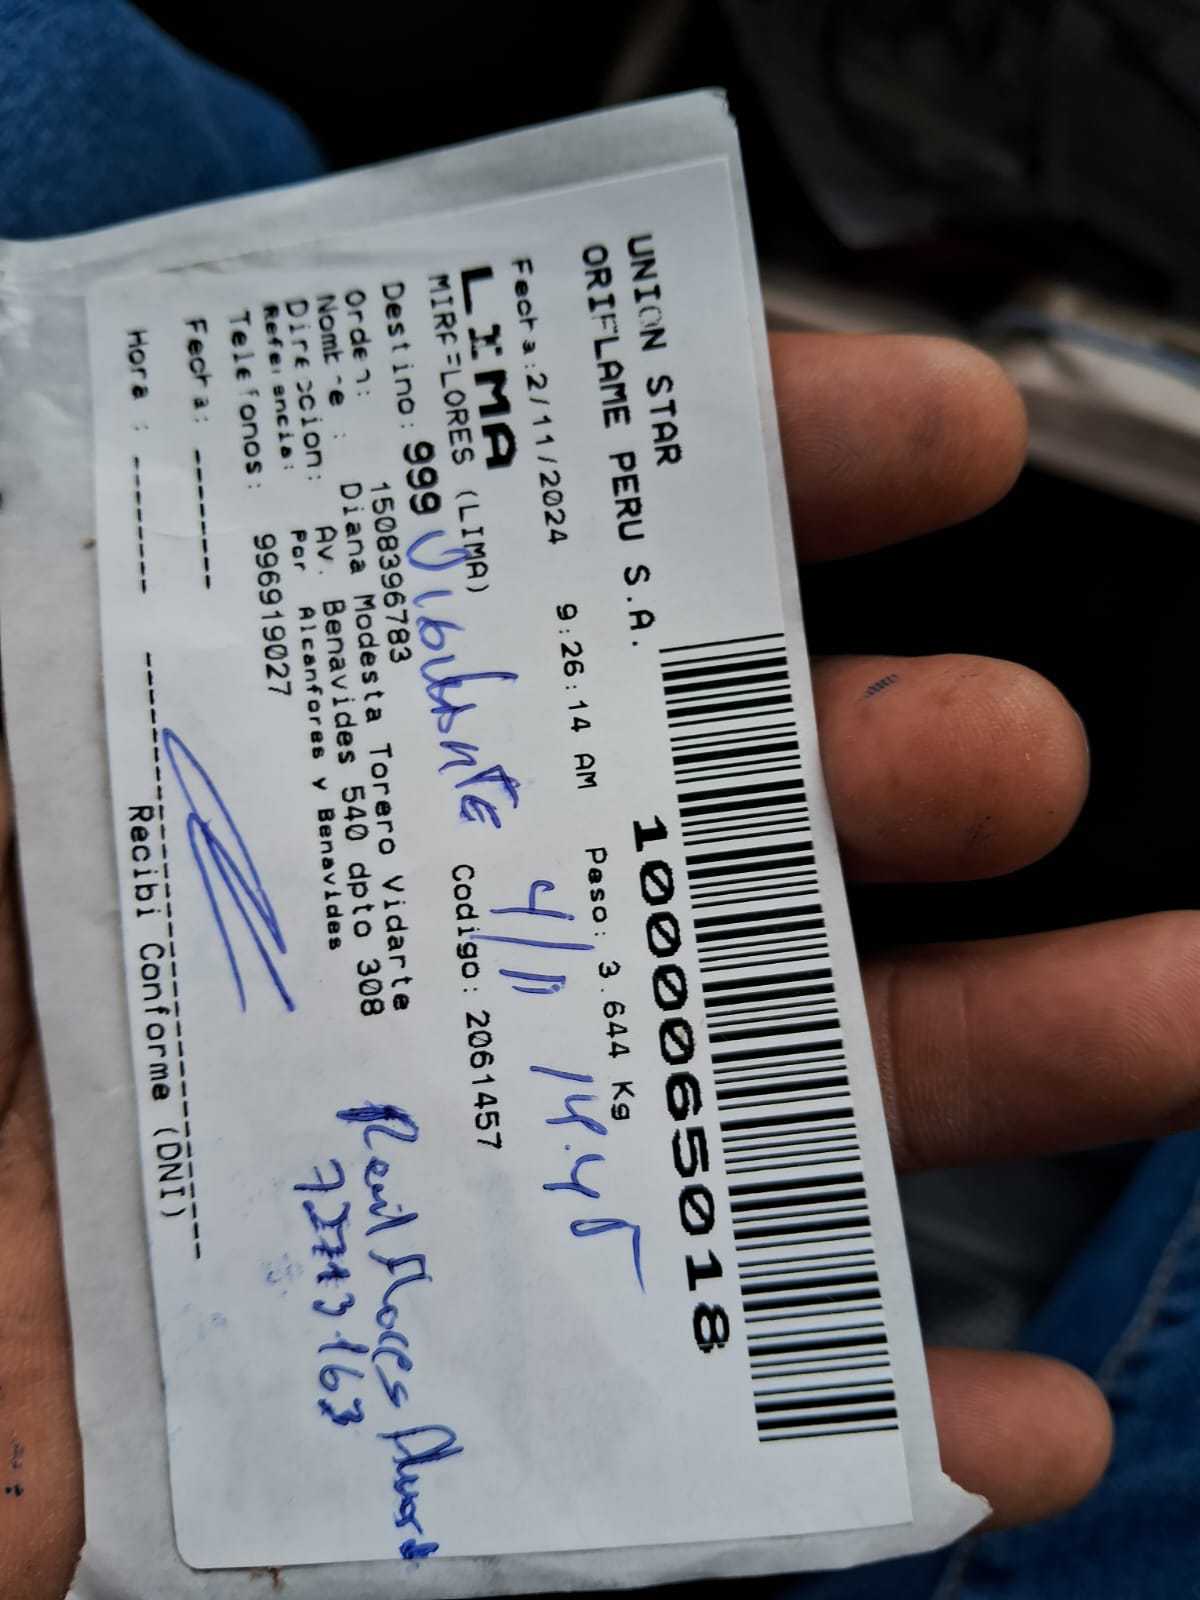 UNION STAR
ORIFLAME PERU S.A.
1000065018
Fecha:2/11/2024 9:26:14 AM Peso: 3.644 Kg
LIMA
4/11 14.45
MIRAFLORES (LIMA)
Destino: 999 Codigo: 2061457
Orden: 1508396783
Nombre : Diana Modesta Torero Vidarte
Direccion: Av. Benavides 540 dpto 308
Referencia: Por Alcanfores y Benavides
Telefonos: 996919027
Flores
Fecha: -------
Hora : -------
Recibi Conforme (DNI)